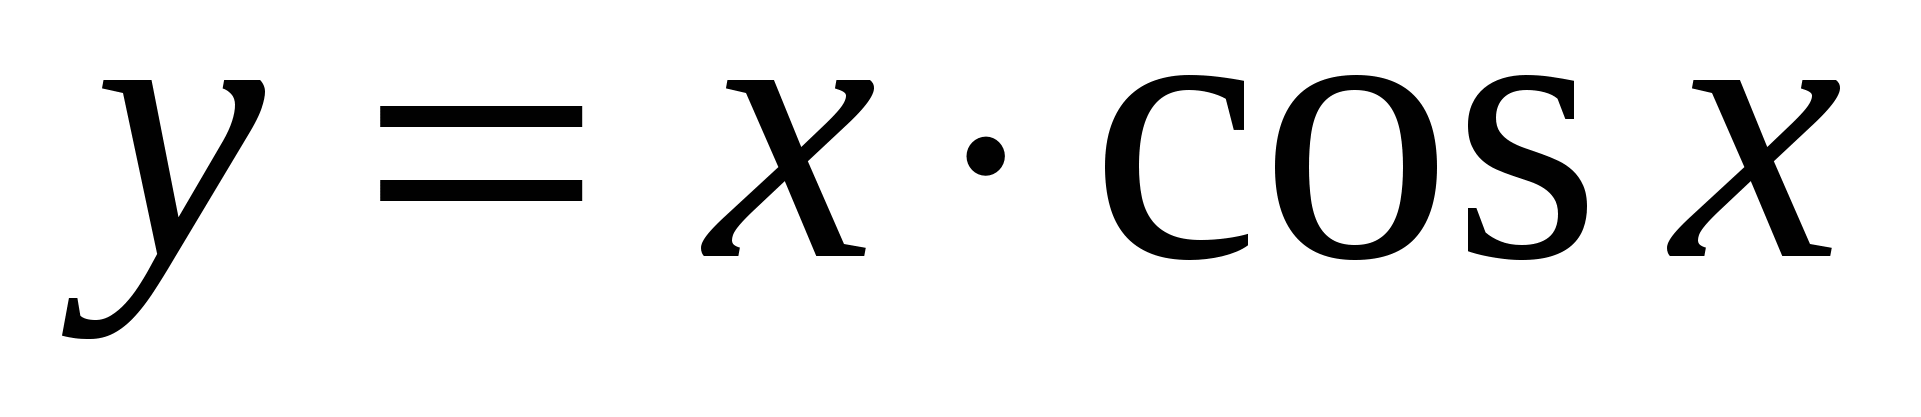 y = x · cos x